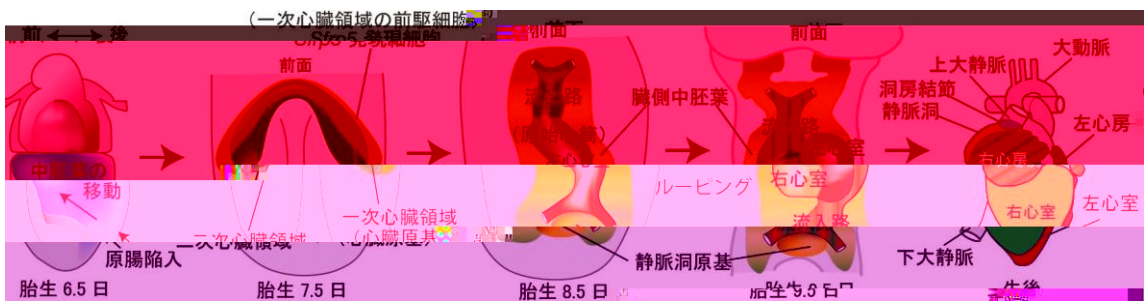 (一次心臓領域の前駆細胞)
前 ⟷ 後
Sfrp5 発現細胞
前面
前面
前面
大動脈
上大静脈
洞房結節
静脈洞
臓側中胚葉
左心房
右心房
移動
ルーピング
右心室
右心室
左心室
一次心臓領域
(心臓原基
二次心臓領域
流入路
原腸陥入
静脈洞原基
下大静脈
胎生 6.5 日
胎生 7.5 日
胎生 8.5 日
胎生9.5 日
生後